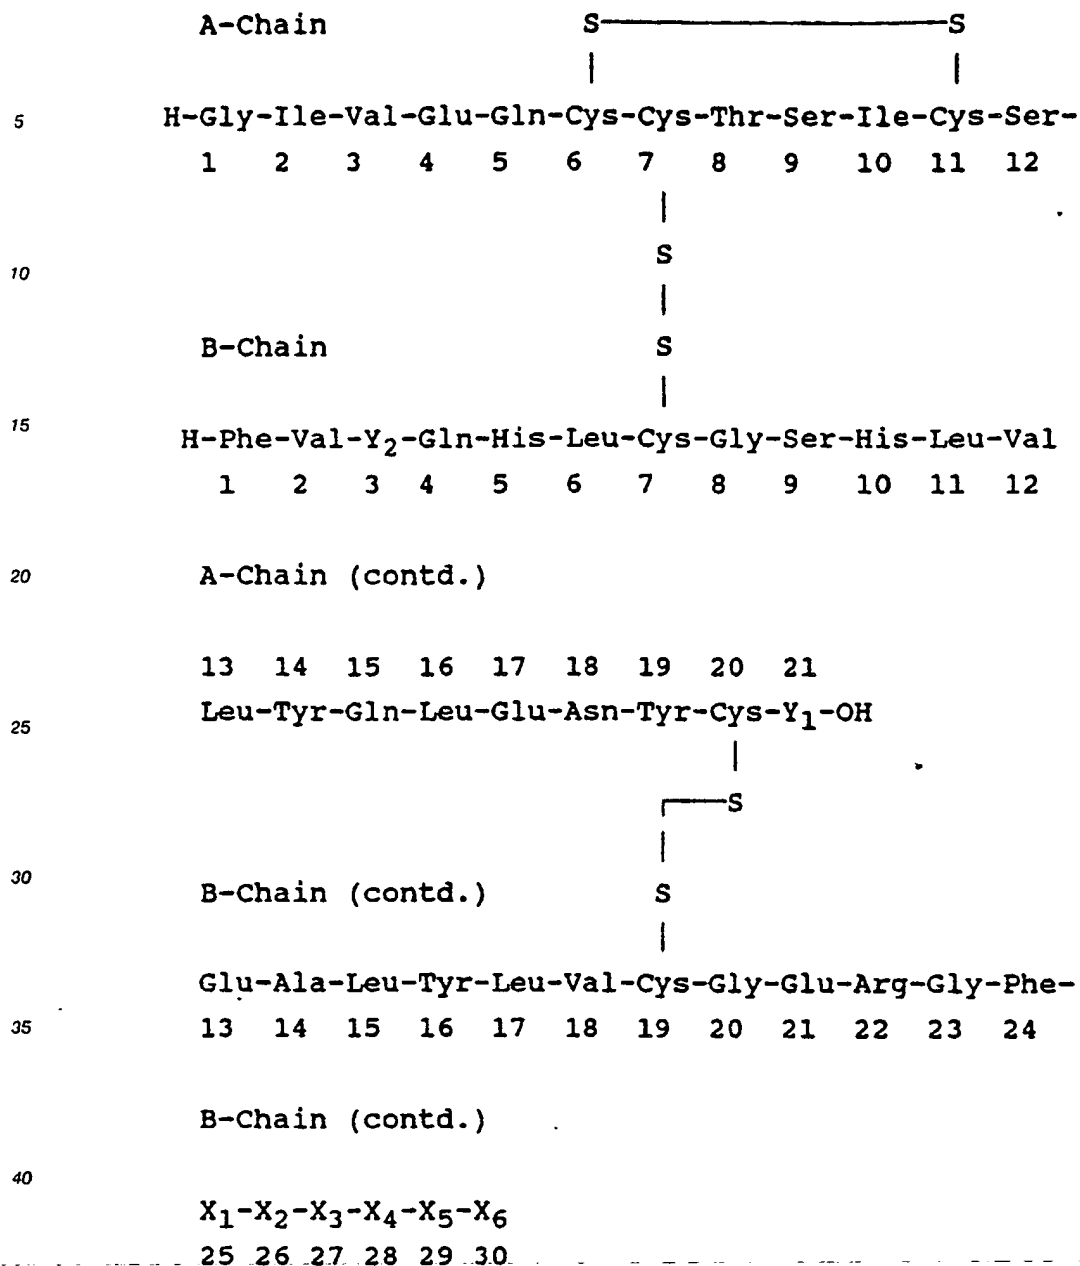 A-Chain S S
5 H-Gly-Ile-Val-Glu-Gln-Cys-Cys-Thr-Ser-Ile-Cys-Ser-
1 2 3 4 5 6 7 8 9 10 11 12
10 S
B-Chain S
15 H-Phe-Val-Y2-Gln-His-Leu-Cys-Gly-Ser-His-Leu-Val
1 2 3 4 5 6 7 8 9 10 11 12
20 A-Chain (contd.)
13 14 15 16 17 18 19 20 21
25 Leu-Tyr-Gln-Leu-Glu-Asn-Tyr-Cys-Y1-OH
S
30 B-Chain (contd.) S
Glu-Ala-Leu-Tyr-Leu-Val-Cys-Gly-Glu-Arg-Gly-Phe-
35 13 14 15 16 17 18 19 20 21 22 23 24
B-Chain (contd.)
40
X1-X2-X3-X4-X5-X6
25 26 27 28 29 30